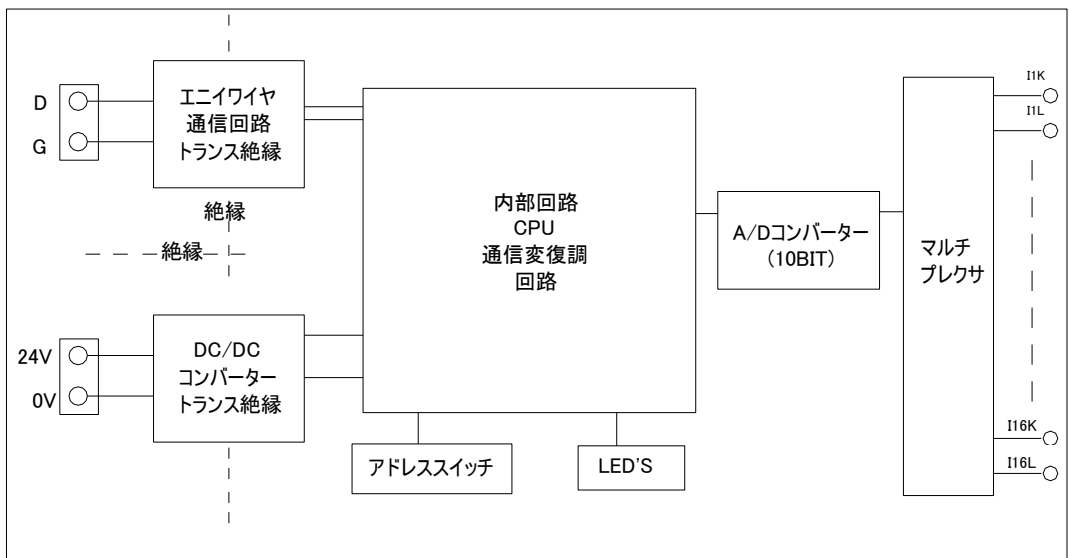 D
G
エニイワイヤ
通信回路
トランス絶縁
絶縁
絶縁
24V
0V
DC/DC
コンバーター
トランス絶縁
内部回路
CPU
通信変復調
回路
アドレススイッチ
LED'S
A/Dコンバーター
(10BIT)
マルチ
プレクサ
I1K
I1L
I16K
I16L